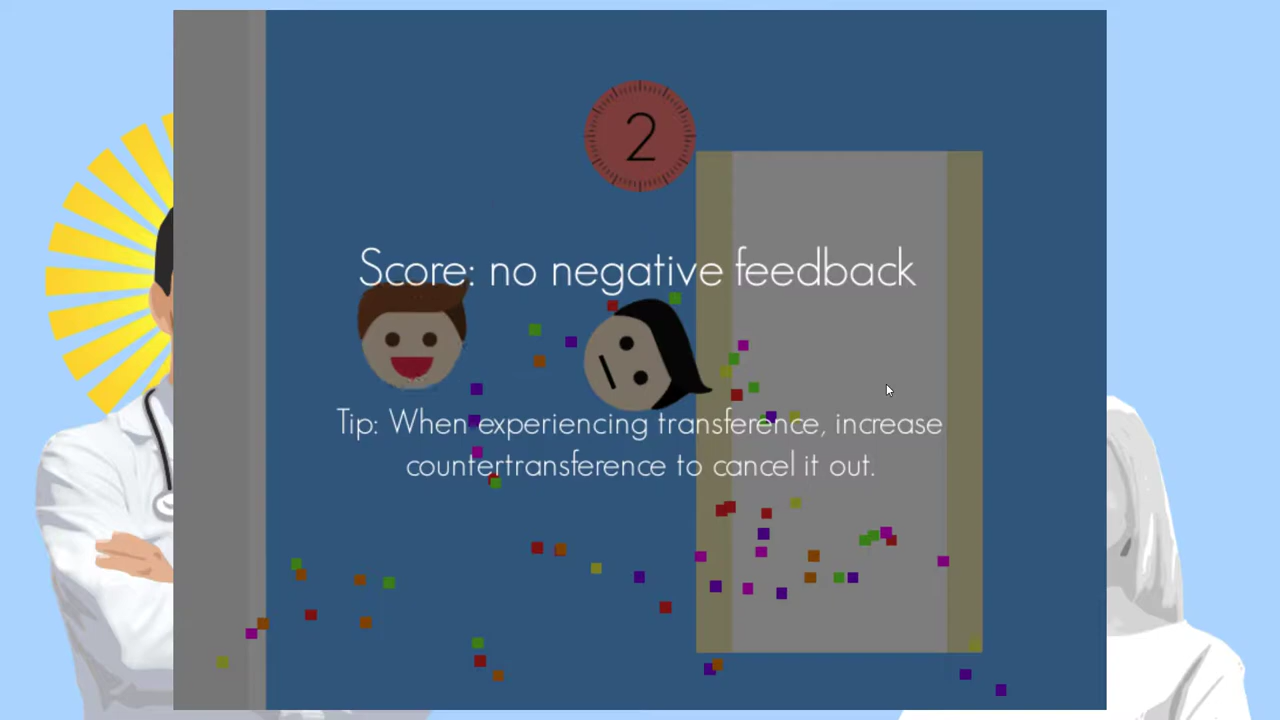 2
Score: no negative feedback
Tip: When experiencing transference, increase
countertransference to cancel it out.